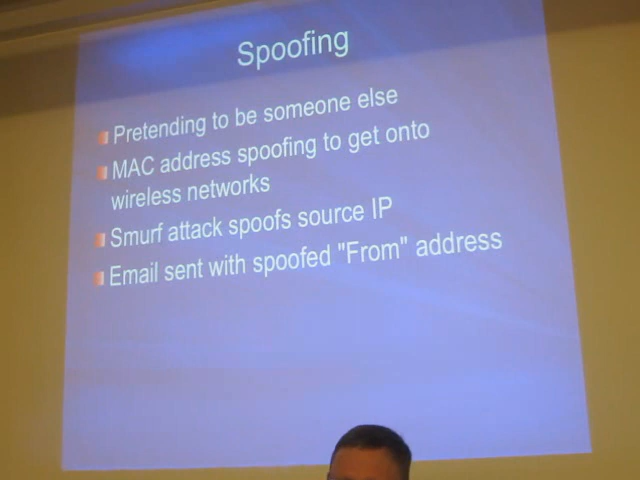 Spoofing
Pretending to be someone else
MAC address spoofing to get onto
wireless networks
Smurf attack spoofs source IP
Email sent with spoofed "From" address